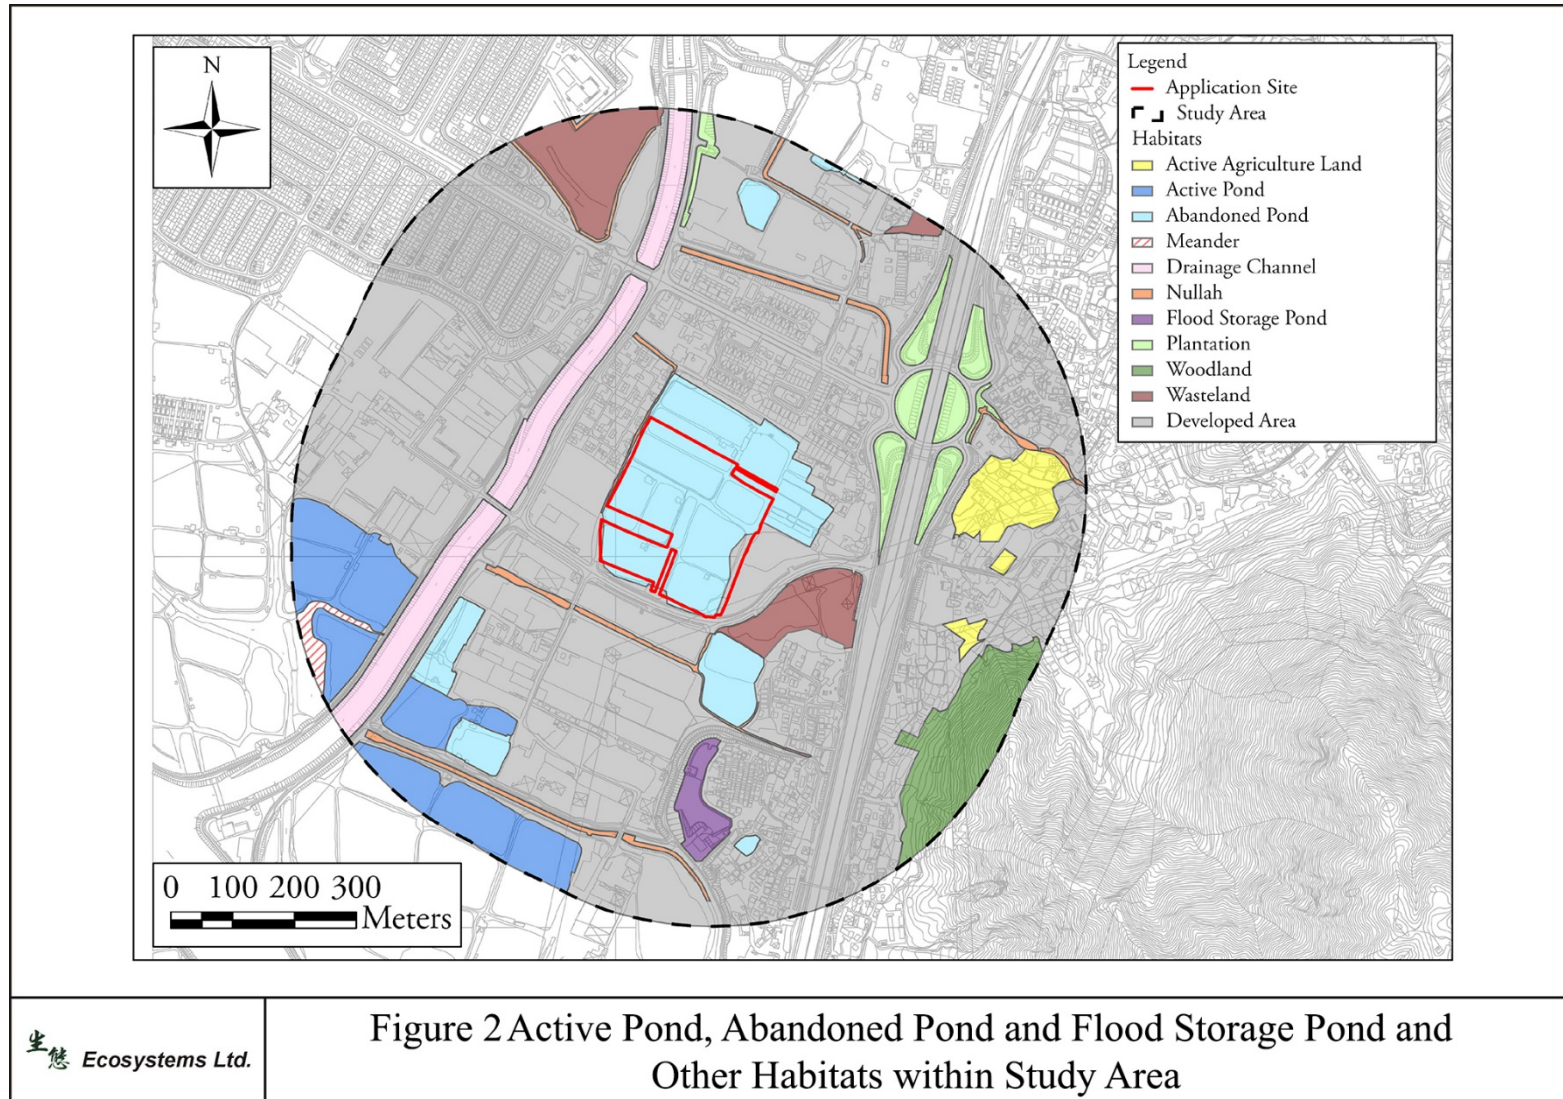 N
Legend
Application Site
Study Area
Habitats
Active Agriculture Land
Active Pond
Abandoned Pond
Meander
Drainage Channel
Nullah
Flood Storage Pond
Plantation
Woodland
Wasteland
Developed Area
0 100 200 300
Meters
生態 Ecosystems Ltd.
Figure 2 Active Pond, Abandoned Pond and Flood Storage Pond and
Other Habitats within Study Area